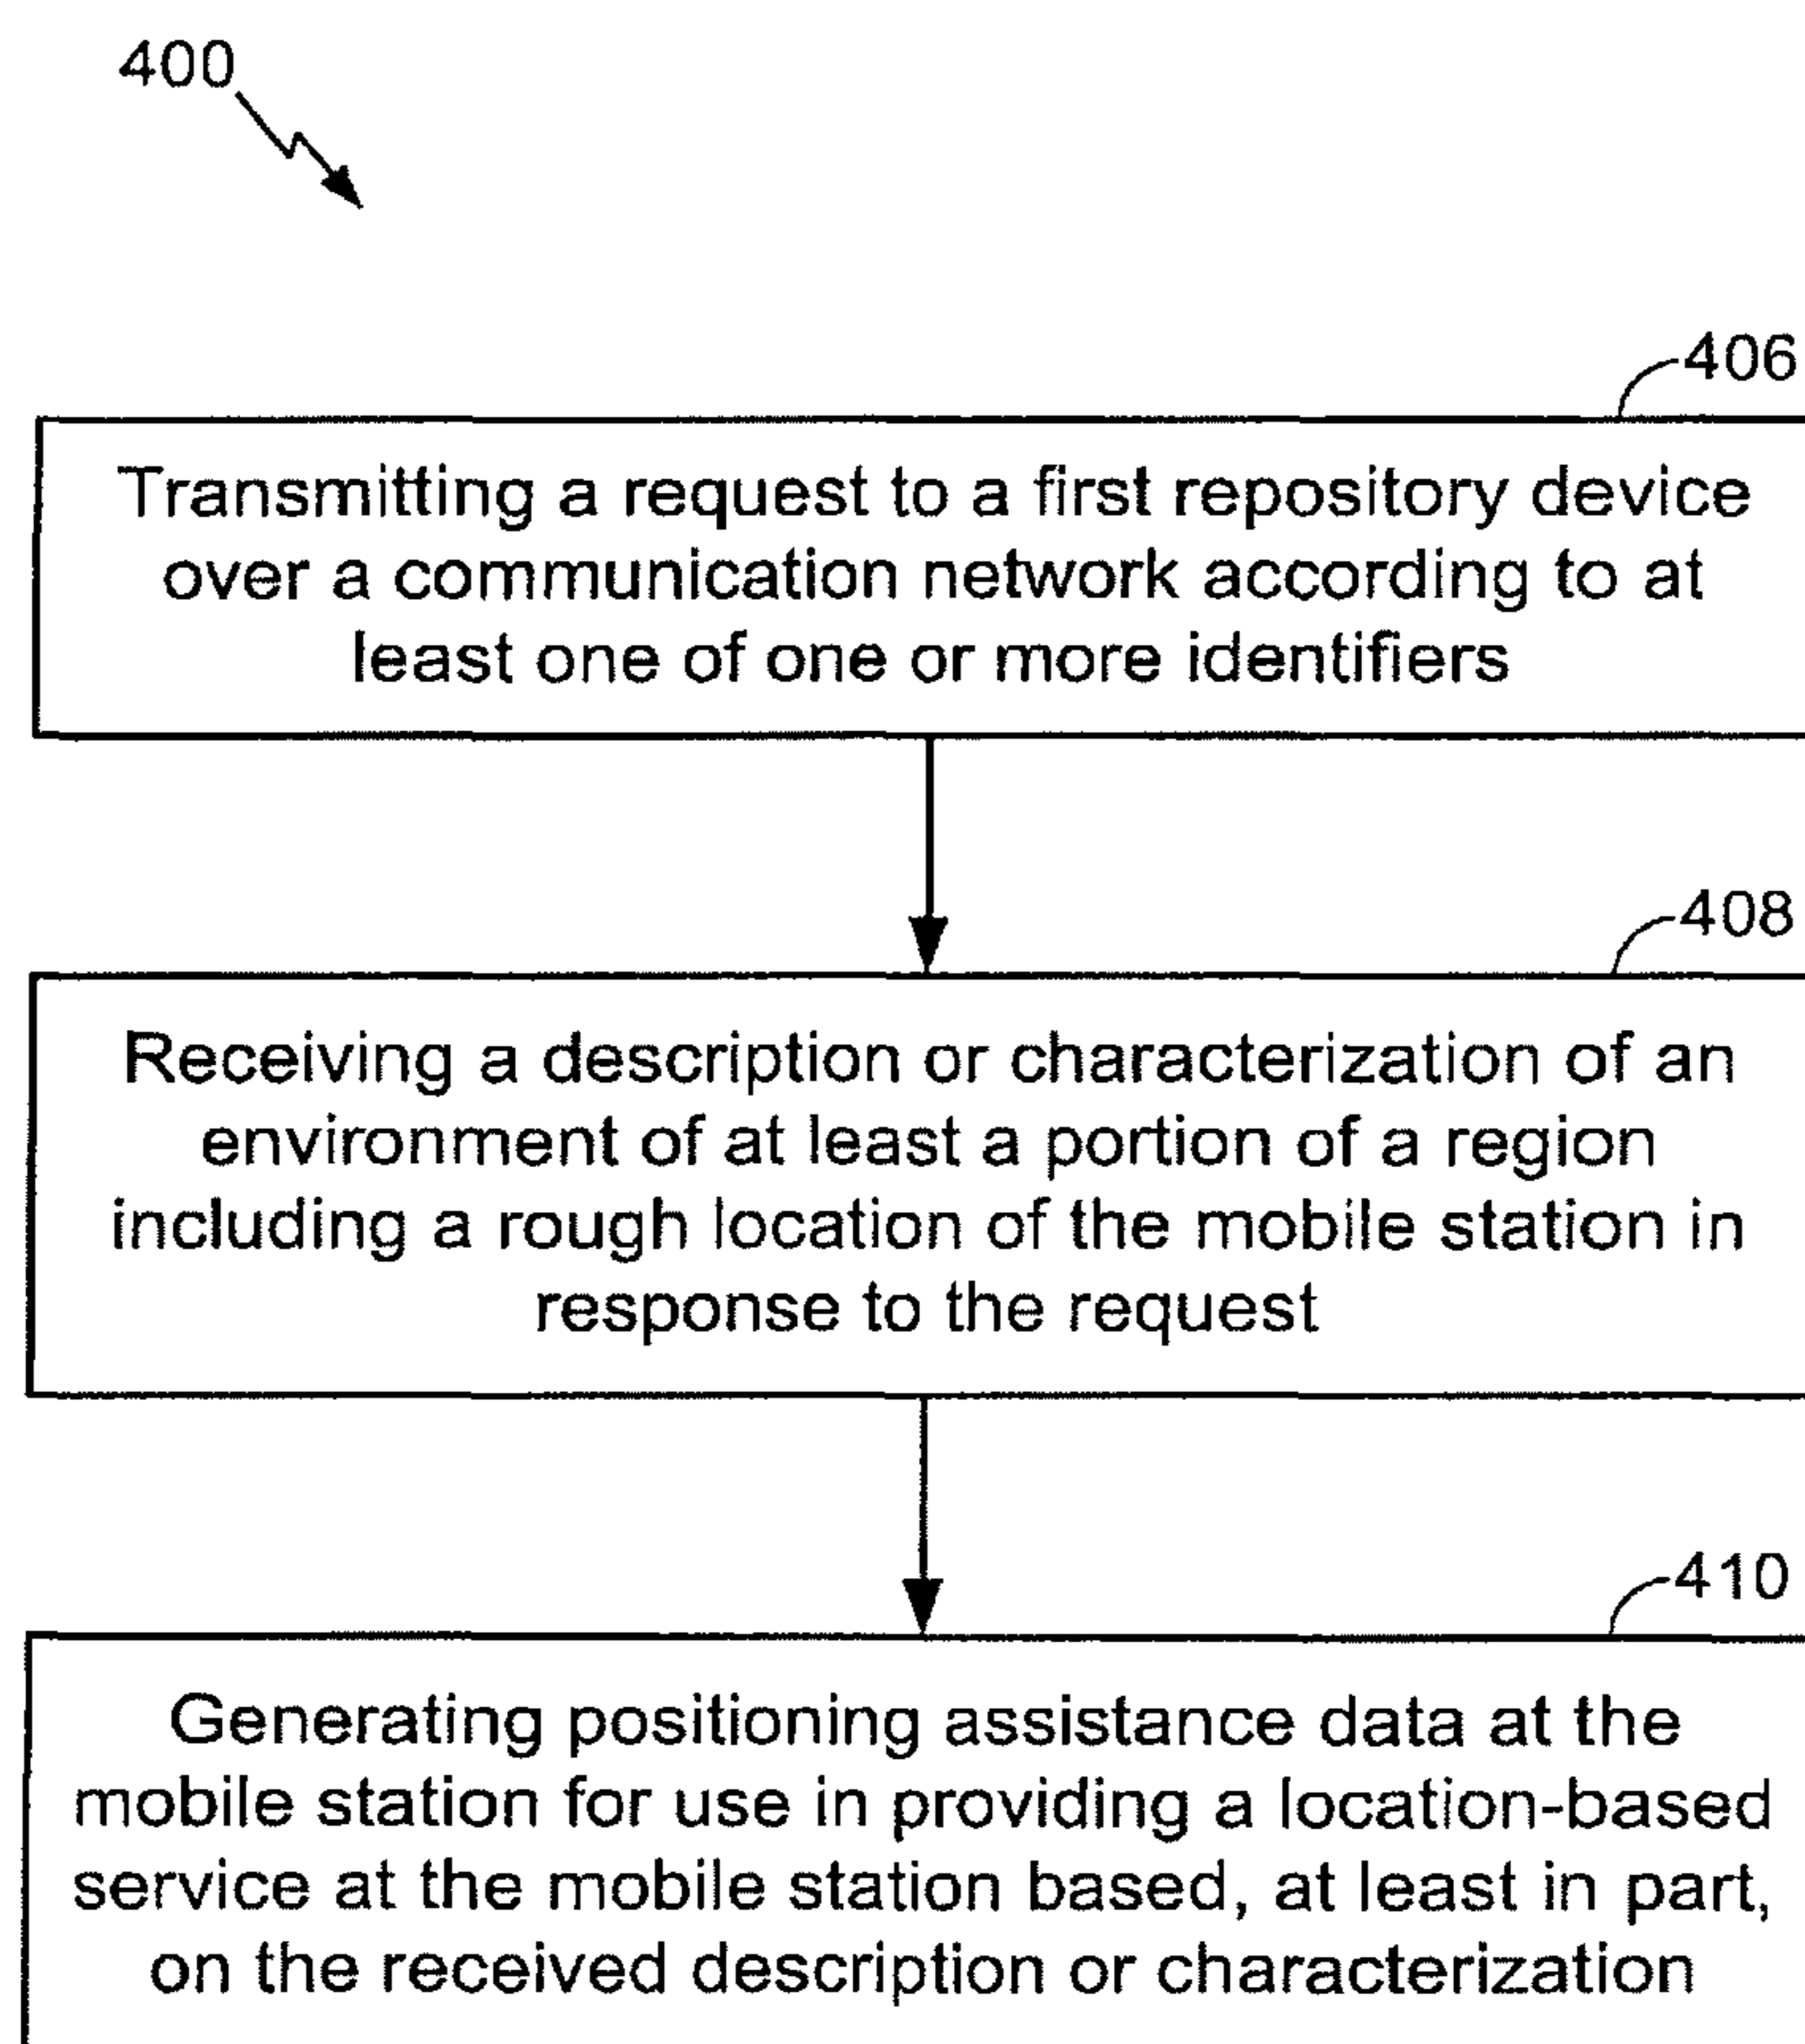 400
406
Transmitting a request to a first repository device
over a communication network according to at
least one of one or more identifiers
408
Receiving a description or characterization of an
environment of at least a portion of a region
including a rough location of the mobile station in
response to the request
410
Generating positioning assistance data at the
mobile station for use in providing a location-based
service at the mobile station based, at least in part,
on the received description or characterization